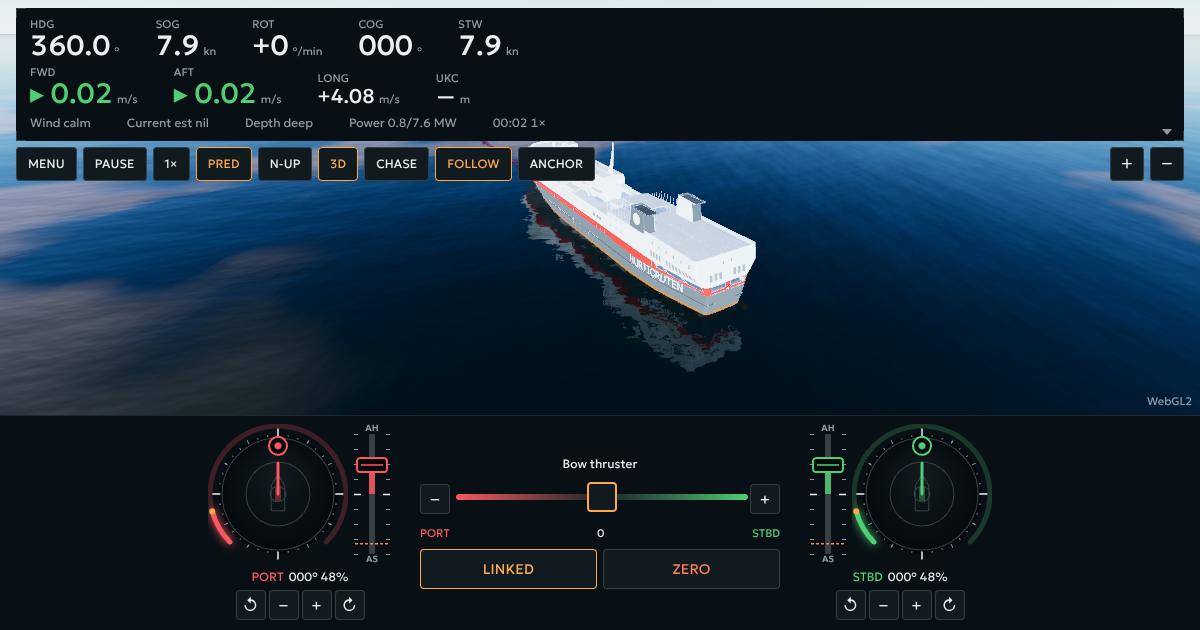 HDG SOG ROT COG STW
360.0 ° 7.9 kn +0 °/min 000 ° 7.9 kn
FWD AFT LONG UKC
▶ 0.02 m/s ▶ 0.02 m/s +4.08 m/s — m
Wind calm Current est nil Depth deep Power 0.8/7.6 MW 00:02 1×
MENU PAUSE 1× PRED N-UP 3D CHASE FOLLOW ANCHOR + −
HURTIGRUTEN
WebGL2
AH AH
Bow thruster
− +
PORT 0 STBD
AS AS
LINKED ZERO
PORT 000° 48% STBD 000° 48%
− + − +